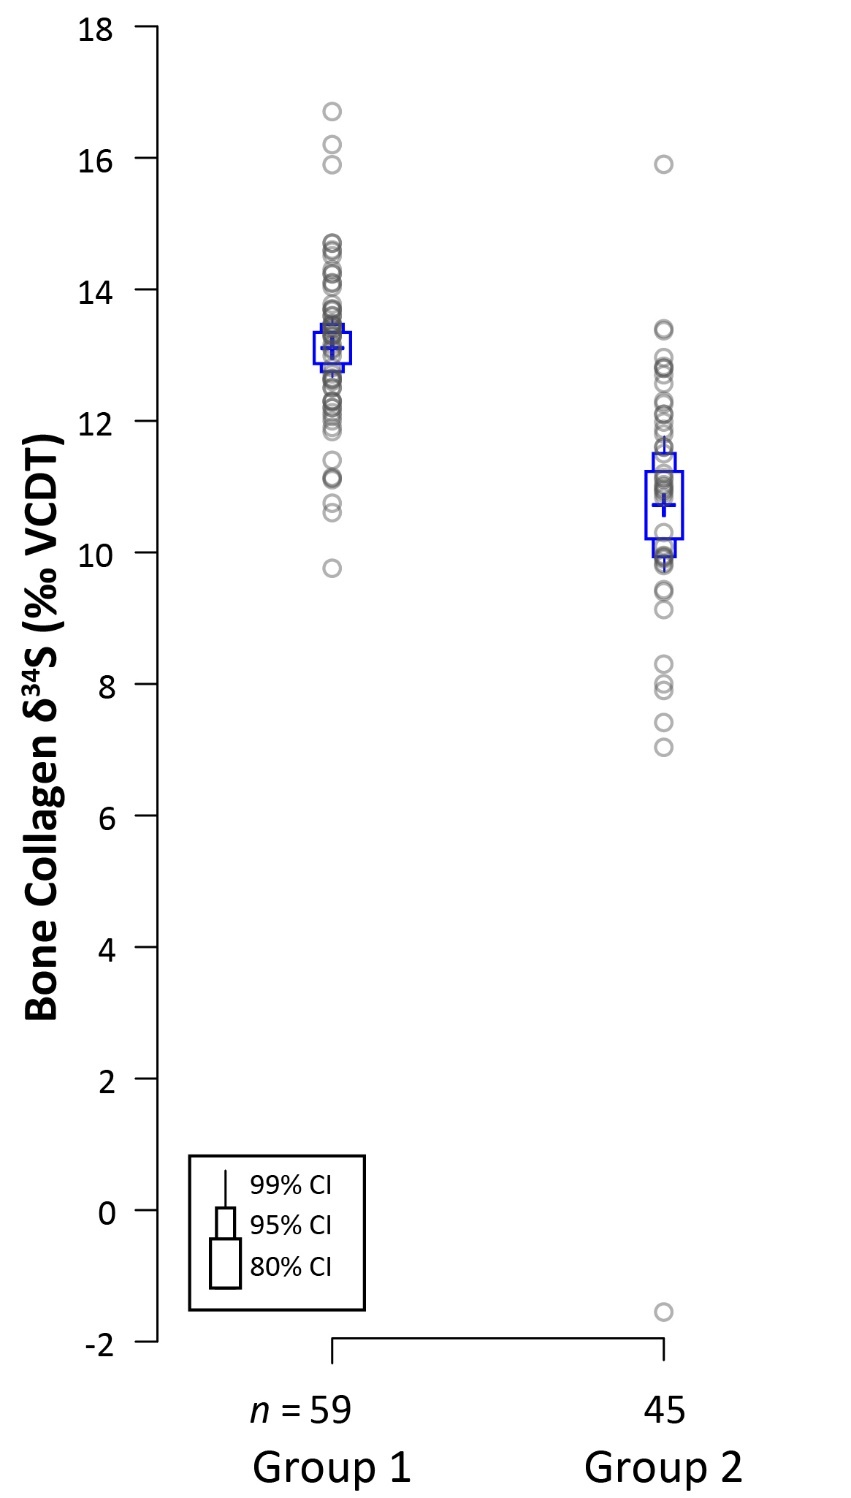 18
16
14
12
10
8
6
4
2
0
-2
Bone Collagen δ³⁴S (‰ VCDT)
99% CI
95% CI
80% CI
n = 59
45
Group 1
Group 2